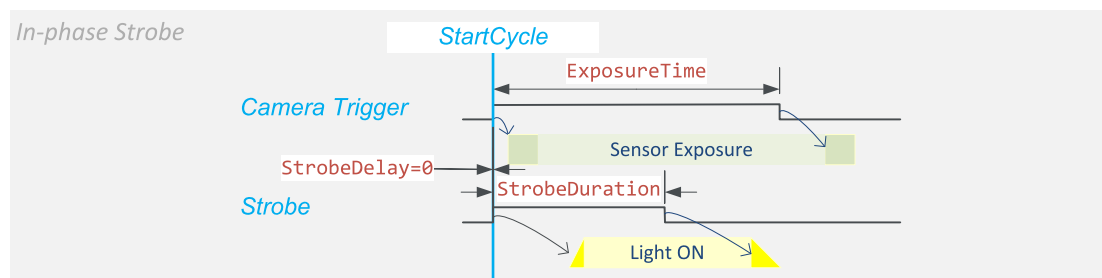 In-phase Strobe
StartCycle
ExposureTime
Camera Trigger
Sensor Exposure
StrobeDelay=0
StrobeDuration
Strobe
Light ON